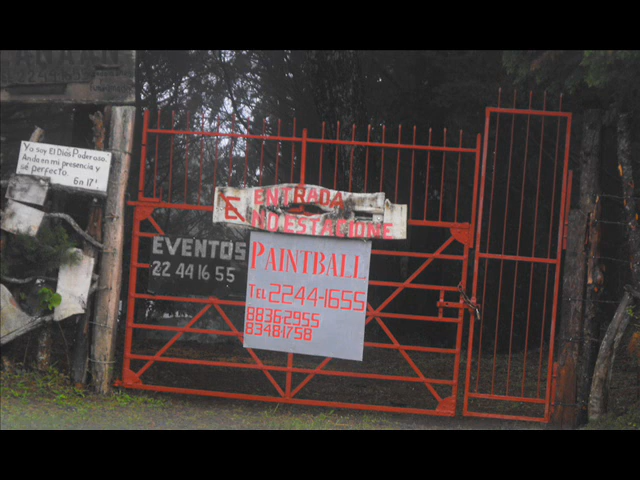 Yo soy El Dios Poderoso.
Anda en mi presencia y
sé perfecto.
Gn 17:1
ENTRADA
E NO ESTACIONE
EVENTOS
22 44 16 55
PAINTBALL
TEL 2244-1655
88362955
83481758